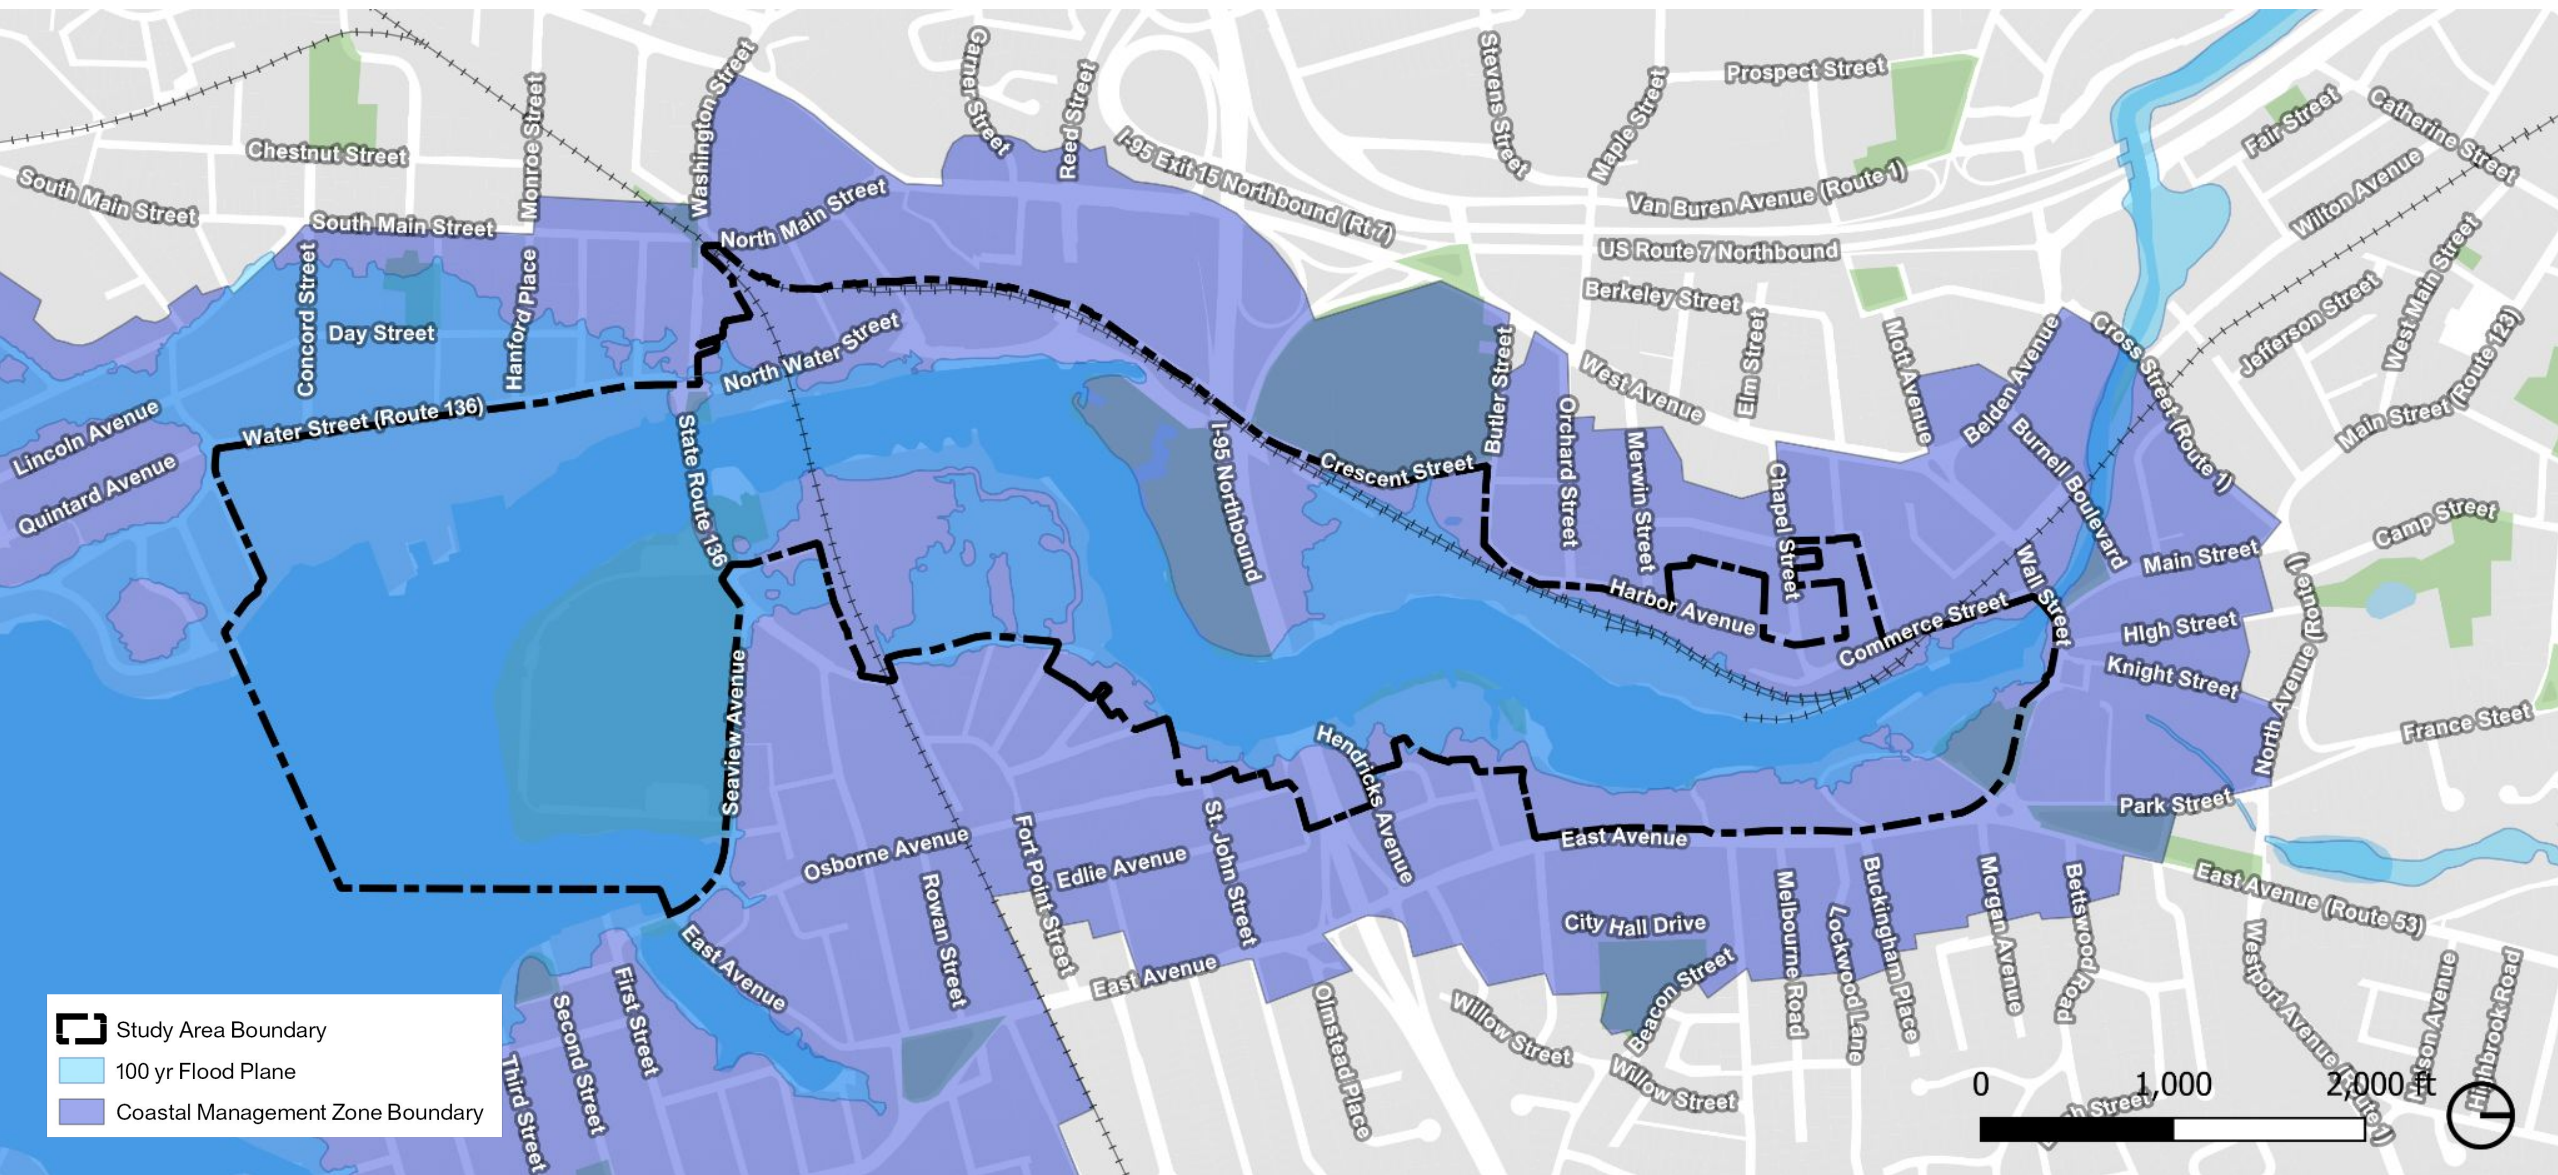 Washington Street
Garner Street
Reed Street
Stevens Street
Maple Street
Prospect Street
Fair Street
Catherine Street
Chestnut Street
Monroe Street
I-95 Exit 15 Northbound (Rt 7)
Van Buren Avenue (Route 1)
Wilton Avenue
South Main Street
South Main Street
North Main Street
US Route 7 Northbound
West Main Street
Concord Street
Hanford Place
Day Street
North Water Street
Berkeley Street
Elm Street
Mott Avenue
Belden Avenue
Cross Street (Route 1)
Jefferson Street
Main Street (Route 123)
Butler Street
West Avenue
Lincoln Avenue
Water Street (Route 136)
Quintard Avenue
State Route 136
I-95 Northbound
Crescent Street
Orchard Street
Merwin Street
Chapel Street
Burnell Boulevard
Camp Street
Main Street
Wall Street
Harbor Avenue
Commerce Street
HIgh Street
Knight Street
North Avenue (Route1)
France Steet
Seaview Avenue
Hendricks Avenue
Park Street
East Avenue
Osborne Avenue
Fort Point Street
Edlie Avenue
St. John Street
Rowan Street
East Avenue
East Avenue
City Hall Drive
Beacon Street
Melbourne Road
Lockwood Lane
Buckingham Place
Morgan Avenue
Bettswood Road
East Avenue (Route 53)
First Street
Second Street
Third Street
Olmstead Place
Willow Street
Willow Street
Westport Avenue
Highbrook Road
Study Area Boundary
100 yr Flood Plane
Coastal Management Zone Boundary
0 1,000 2,000 ft